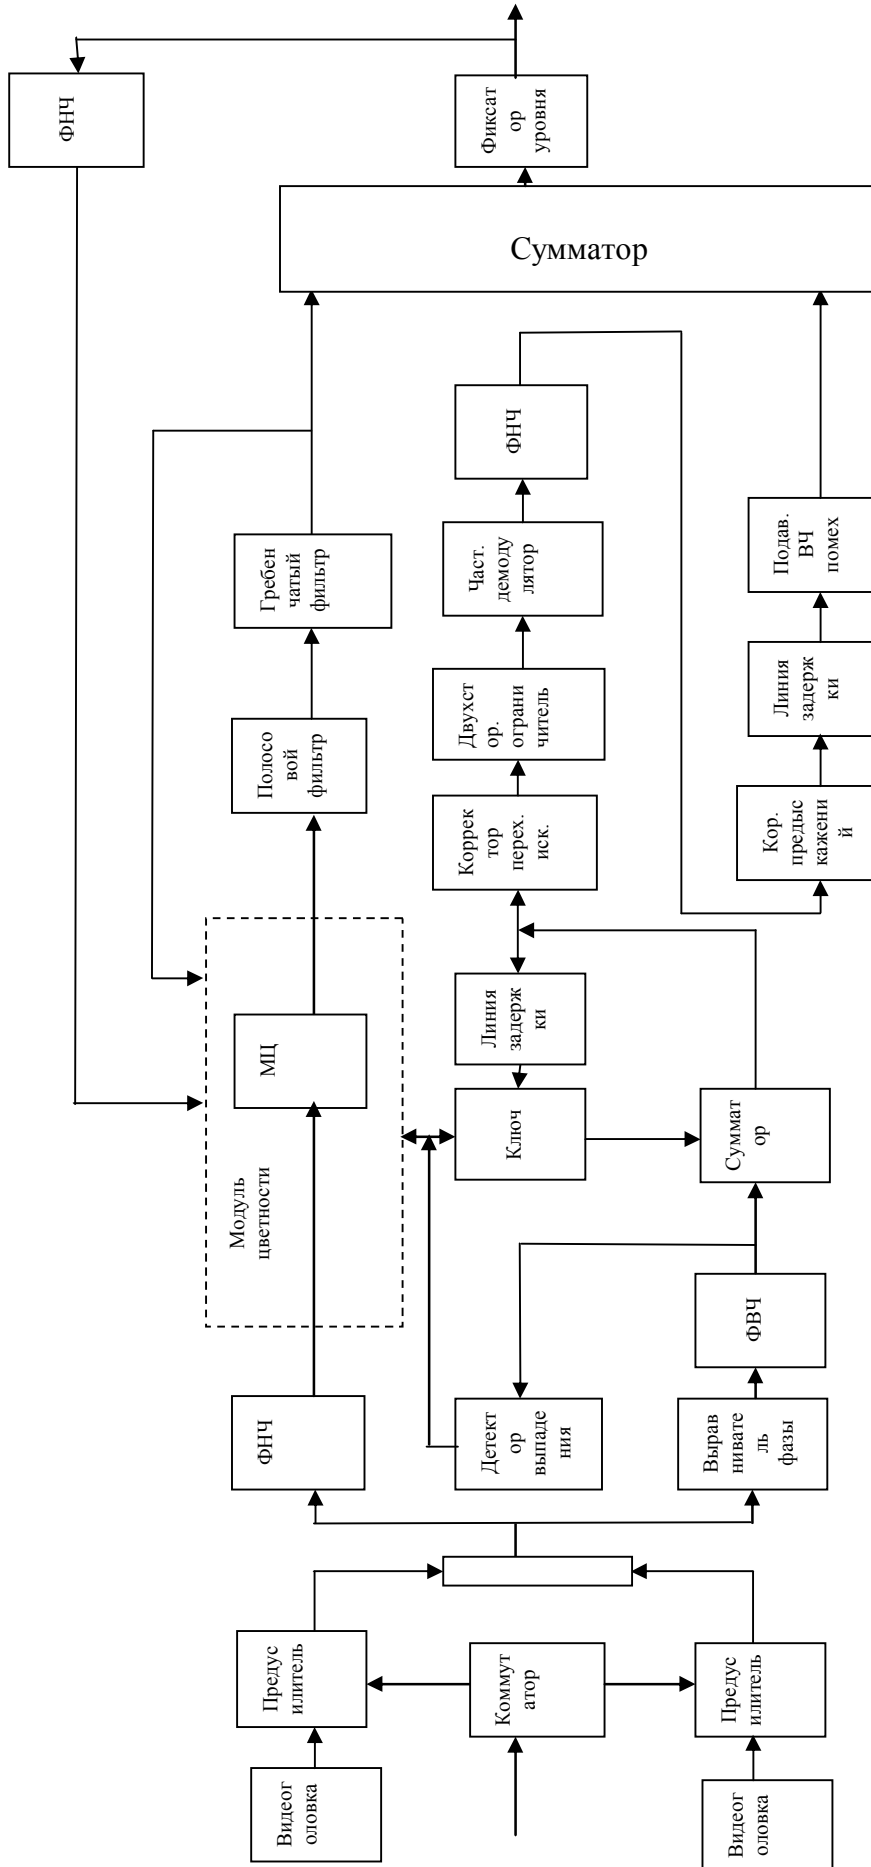 ФНЧ
Фиксат
ор
уровня
Сумматор
ФНЧ
Гребен
чатый
фильтр
Част.
демоду
лятор
Подав.
ВЧ
помех
Полосо
вой
фильтр
Двухст
ор.
ограни
читель
Линия
задерж
ки
Коррек
тор
перех.
иск.
Кор.
предыс
кажени
й
МЦ
Линия
задерж
ки
Модуль
цветности
Ключ
Суммат
ор
ФВЧ
ФНЧ
Детект
ор
выпаде
ния
Вырав
нивате
ль
фазы
Предус
илитель
Коммут
атор
Предус
илитель
Видеог
оловка
Видеог
оловка